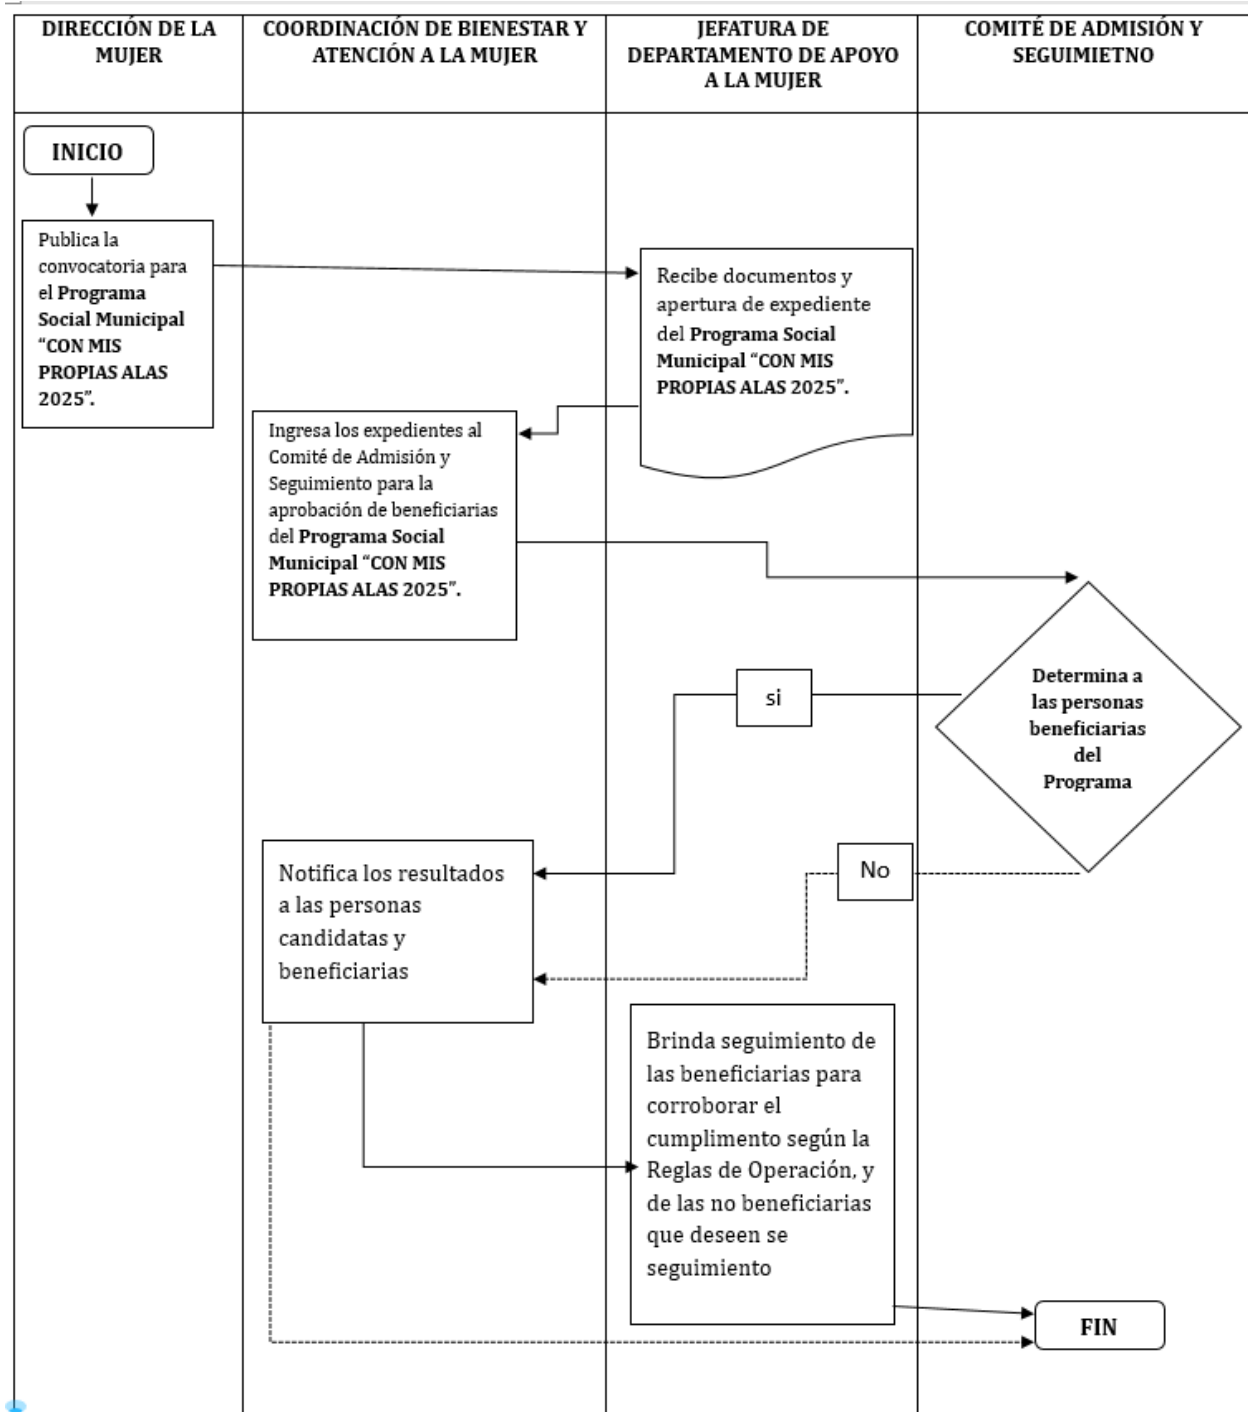 DIRECCIÓN DE LA
MUJER
COORDINACIÓN DE BIENESTAR Y
ATENCIÓN A LA MUJER
JEFATURA DE
DEPARTAMENTO DE APOYO
A LA MUJER
COMITÉ DE ADMISIÓN Y
SEGUIMIETNO
INICIO
Publica la
convocatoria para
el Programa
Social Municipal
“CON MIS
PROPIAS ALAS
2025”.
Recibe documentos y
apertura de expediente
del Programa Social
Municipal “CON MIS
PROPIAS ALAS 2025”.
Ingresa los expedientes al
Comité de Admisión y
Seguimiento para la
aprobación de beneficiarias
del Programa Social
Municipal “CON MIS
PROPIAS ALAS 2025”.
Determina a
las personas
beneficiarias
del
Programa
si
No
Notifica los resultados
a las personas
candidatas y
beneficiarias
Brinda seguimiento de
las beneficiarias para
corroborar el
cumplimento según la
Reglas de Operación, y
de las no beneficiarias
que deseen se
seguimiento
FIN